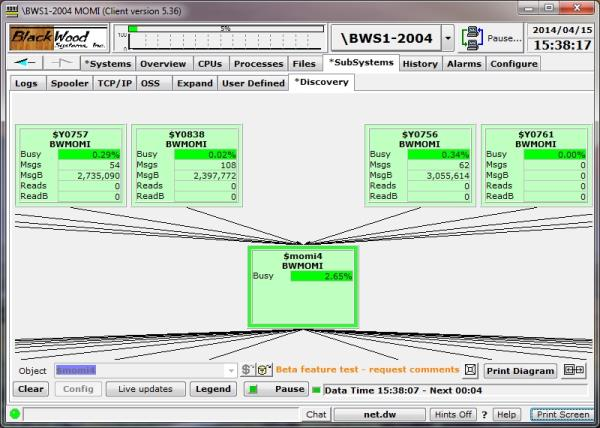 \BWS1-2004 MOMI (Client version 5.36)
BlackWood
Systems, Inc.
100
0
5%
\BWS1-2004
Pause...
2014/04/15
15:38:17
*Systems Overview CPUs Processes Files *SubSystems History Alarms Configure
Logs Spooler TCP/IP OSS Expand User Defined *Discovery
$Y0757
BWMOMI
Busy 0.29%
Msgs 54
MsgB 2,735,090
Reads 0
ReadB 0
$Y0838
BWMOMI
Busy 0.02%
Msgs 108
MsgB 2,397,772
Reads 0
ReadB 0
$Y0756
BWMOMI
Busy 0.34%
Msgs 62
MsgB 3,055,614
Reads 0
ReadB 0
$Y0761
BWMOMI
Busy 0.00%
Msgs 0
MsgB 0
Reads 0
ReadB 0
$momi4
BWMOMI
Busy 2.65%
Object $momi4 $ Beta feature test - request comments Print Diagram
Clear Config Live updates Legend Pause Data Time 15:38:07 - Next 00:04
Chat net.dw Hints Off ? Help Print Screen